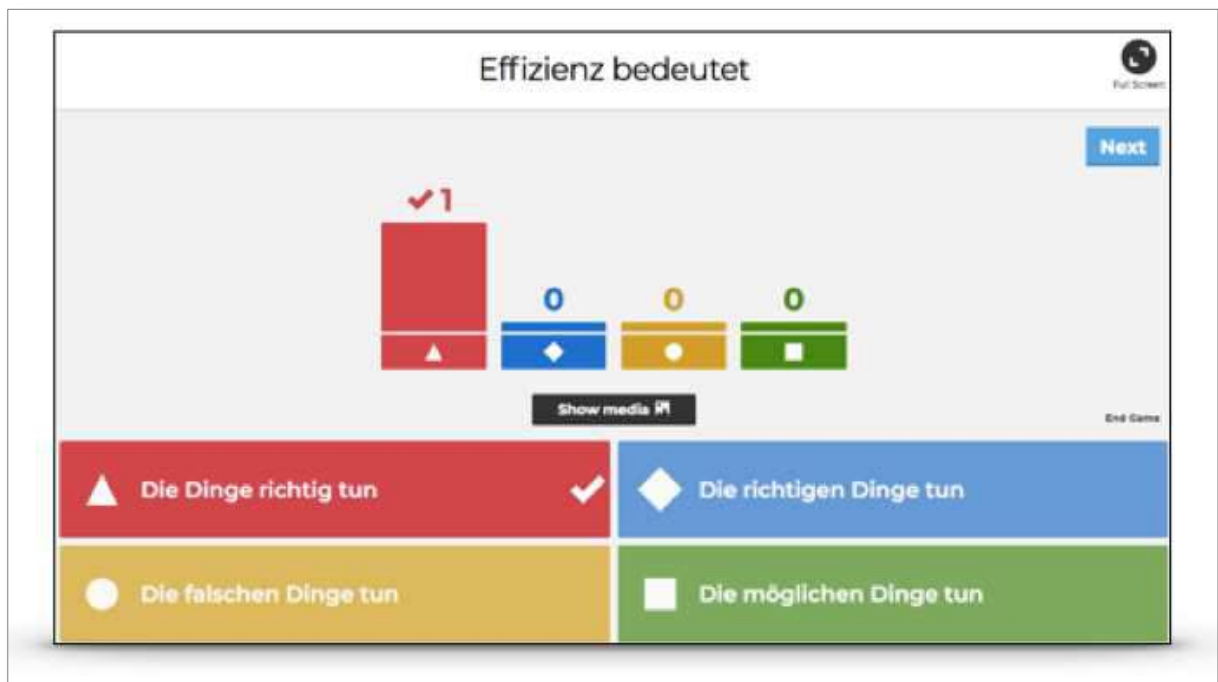 Effizienz bedeutet
Full Screen
Next
1
0
0
0
Show media
End Game
Die Dinge richtig tun
Die richtigen Dinge tun
Die falschen Dinge tun
Die möglichen Dinge tun